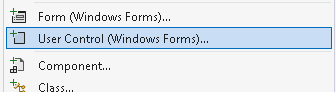 Form (Windows Forms)...
User Control (Windows Forms)...
Component...
Class...